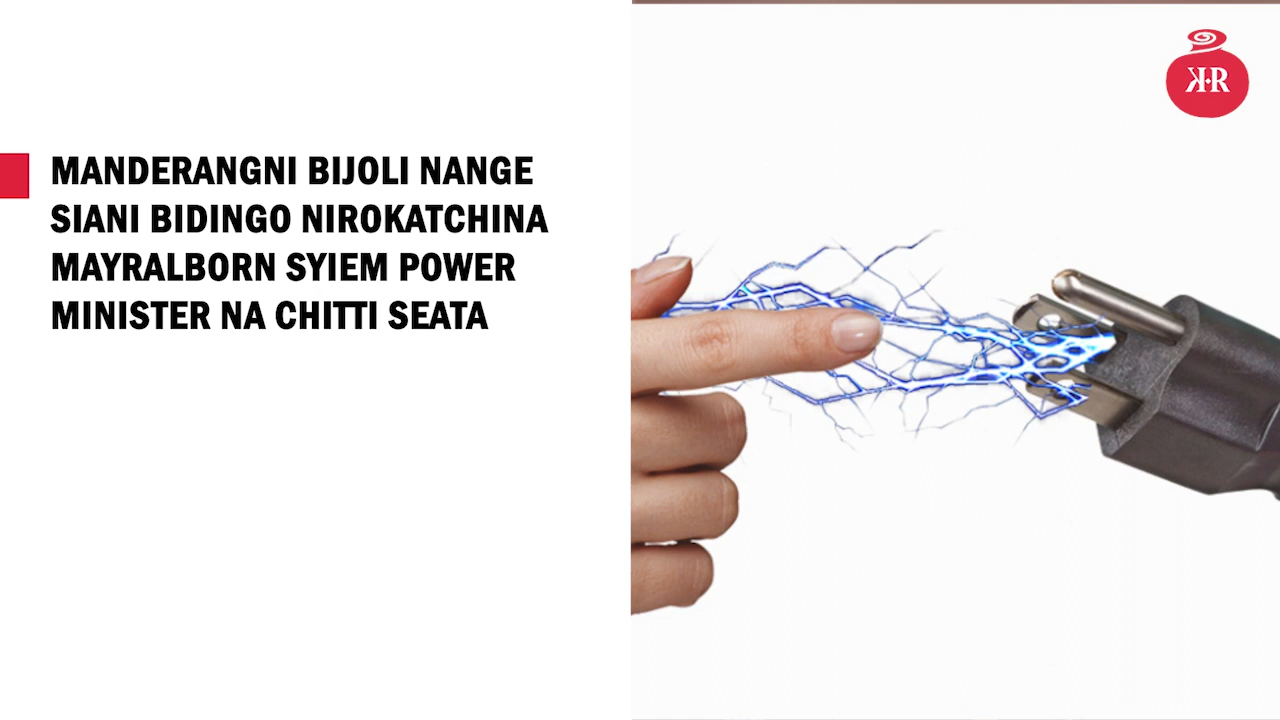 MANDERANGNI BIJOLI NANGE
SIANI BIDINGO NIROKATCHINA
MAYRALBORN SYIEM POWER
MINISTER NA CHITTI SEATA
K·R